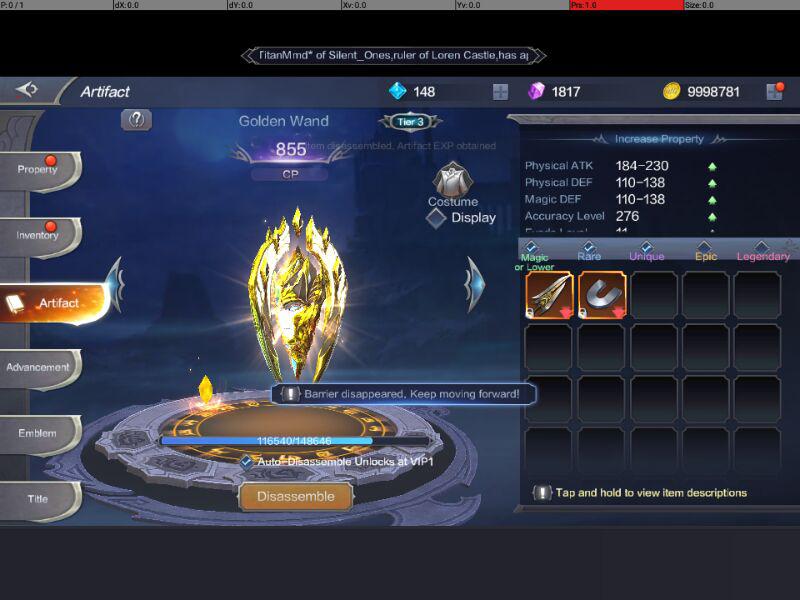 P: 0 / 1 dX: 0.0 dY: 0.0 Xv: 0.0 Yv: 0.0 Prs: 1.0 Size: 0.0
TitanMmd* of Silent_Ones,ruler of Loren Castle,has
Artifact 148 1817 9998781
Golden Wand Tier 3
Increase Property
Item disassembled, Artifact EXP obtained
855
CP
Property
Costume
Display
Physical ATK 184-230
Physical DEF 110-138
Magic DEF 110-138
Accuracy Level 276
Inventory
Magic or Lower
Rare Unique Epic Legendary
Artifact
Advancement
Barrier disappeared, Keep moving forward!
Emblem
116540/148646
Auto-Disassemble Unlocks at VIP1
Title
Disassemble
Tap and hold to view item descriptions